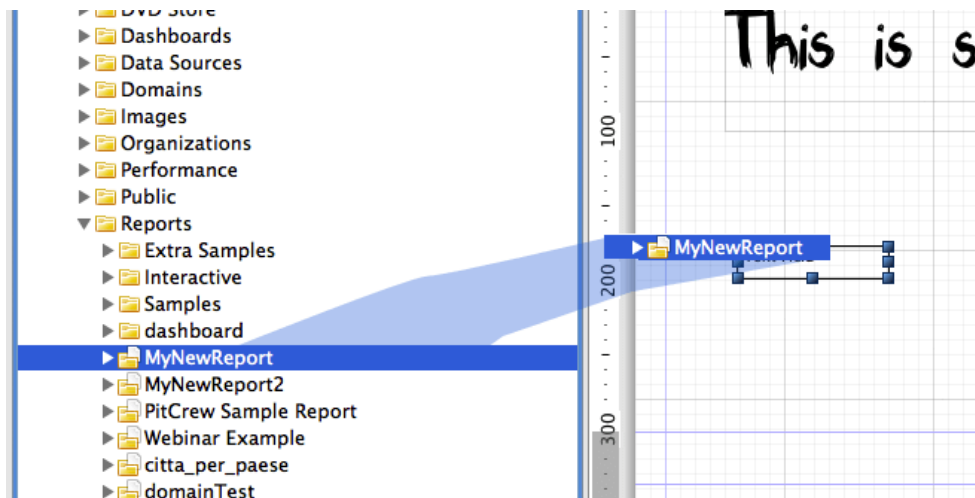 DVD Store
Dashboards
Data Sources
Domains
Images
Organizations
Performance
Public
Reports
Extra Samples
Interactive
Samples
dashboard
MyNewReport
MyNewReport2
PitCrew Sample Report
Webinar Example
citta_per_paese
domainTest
This is s
100
200
300
MyNewReport